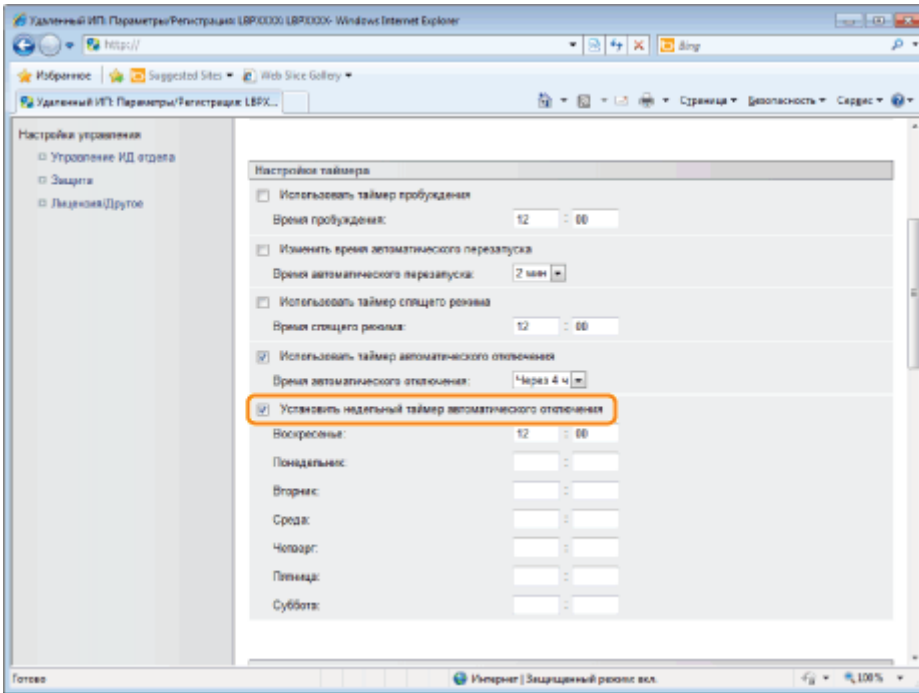 Удаленный ИП: Параметры/Регистрация: LBPXXXX LBPXXXX- Windows Internet Explorer
https://
Bing
Избранное Suggested Sites Web Slice Gallery
Удаленный ИП: Параметры/Регистрация: LBPX...
Страница Безопасность Сервис
Настройки управления
Управление ИД отдела
Защита
Лицензия/Другое
Настройки таймера
Использовать таймер пробуждения
Время пробуждения: 12 : 00
Изменить время автоматического перезапуска
Время автоматического перезапуска: 2 мин
Использовать таймер спящего режима
Время спящего режима: 12 : 00
Использовать таймер автоматического отключения
Время автоматического отключения: Через 4 ч
Установить недельный таймер автоматического отключения
Воскресенье: 12 : 00
Понедельник: :
Вторник: :
Среда: :
Четверг: :
Пятница: :
Суббота: :
Готово
Интернет | Защищенный режим: вкл.
100%